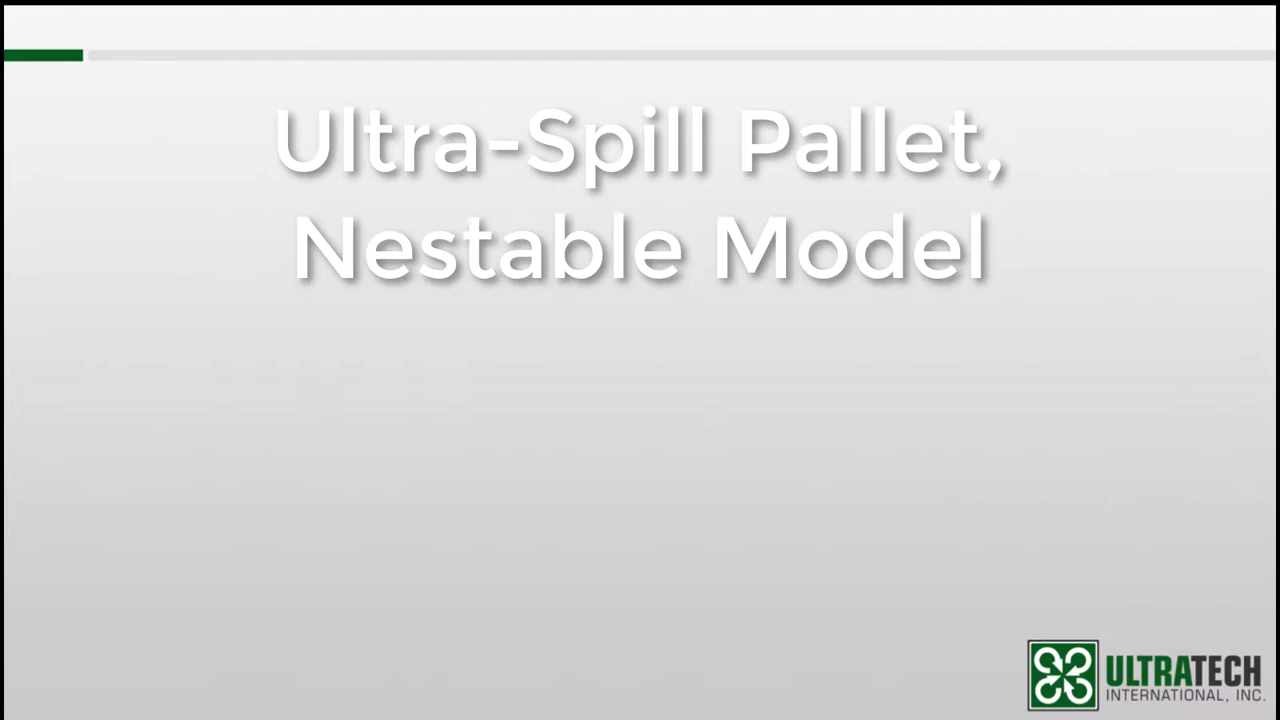 Ultra-Spill Pallet,
Nestable Model
ULTRATECH
INTERNATIONAL, INC.